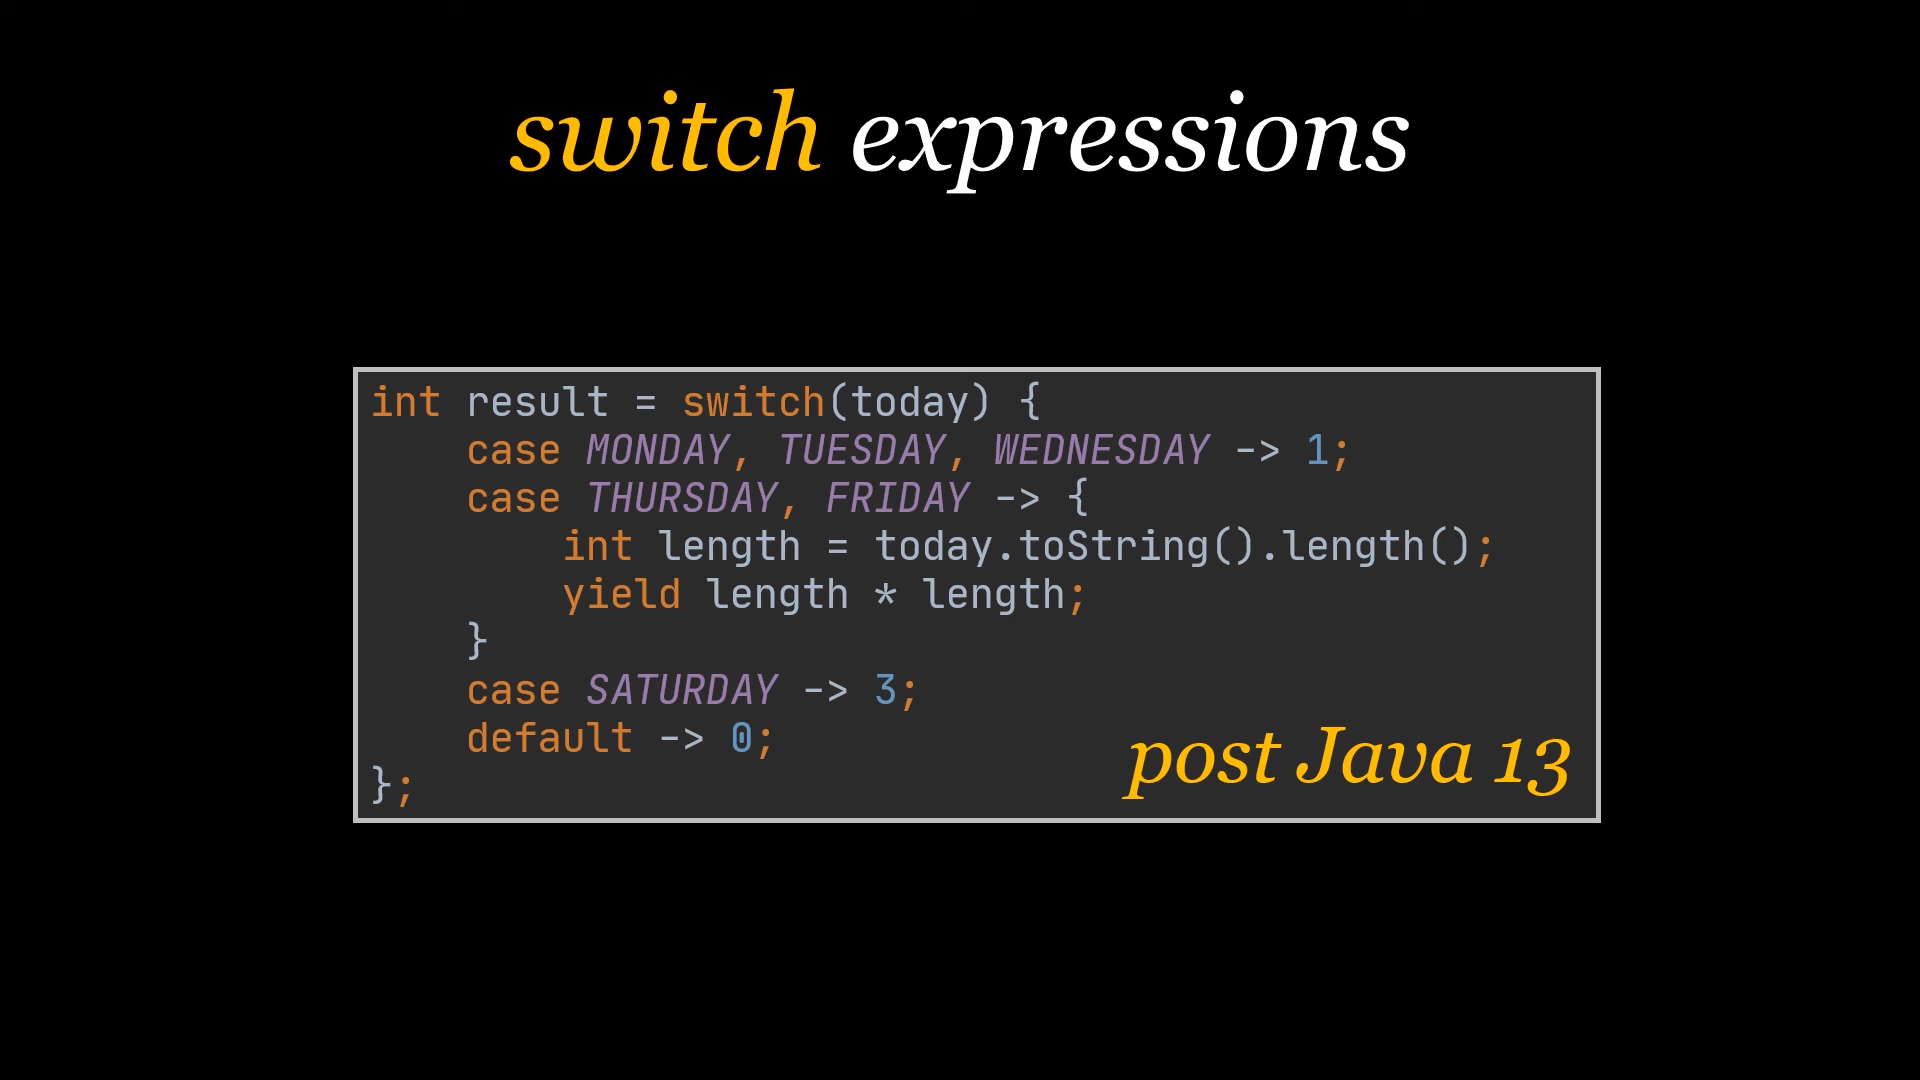 switch expressions
int result = switch(today) {
    case MONDAY, TUESDAY, WEDNESDAY -> 1;
    case THURSDAY, FRIDAY -> {
        int length = today.toString().length();
        yield length * length;
    }
    case SATURDAY -> 3;
    default -> 0;
};
post Java 13